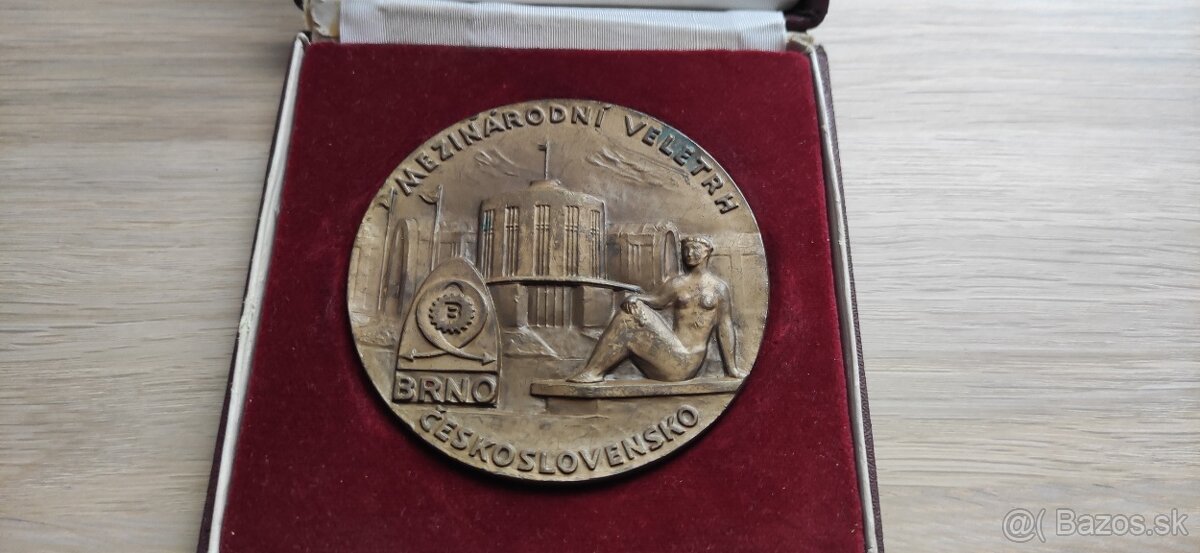 MEZINÁRODNÍ VELETRH
B
BRNO
ČESKOSLOVENSKO
@( Bazos.sk